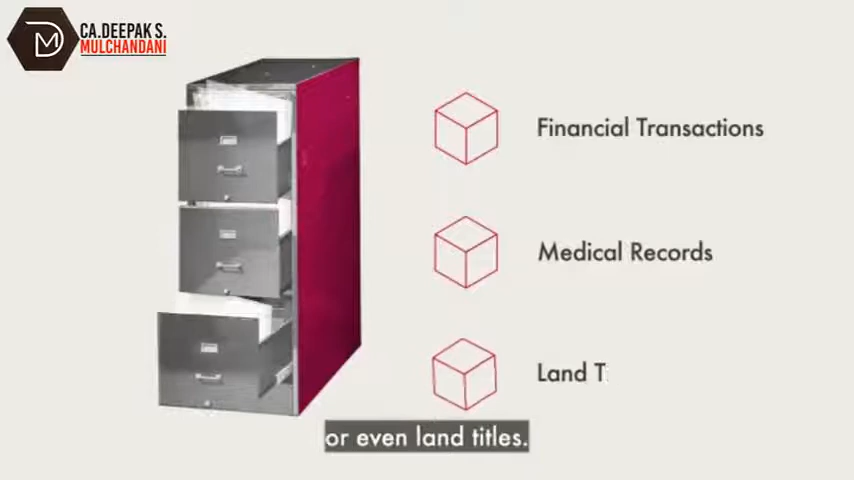 CA.DEEPAK S.
MULCHANDANI
Financial Transactions
Medical Records
Land T
or even land titles.